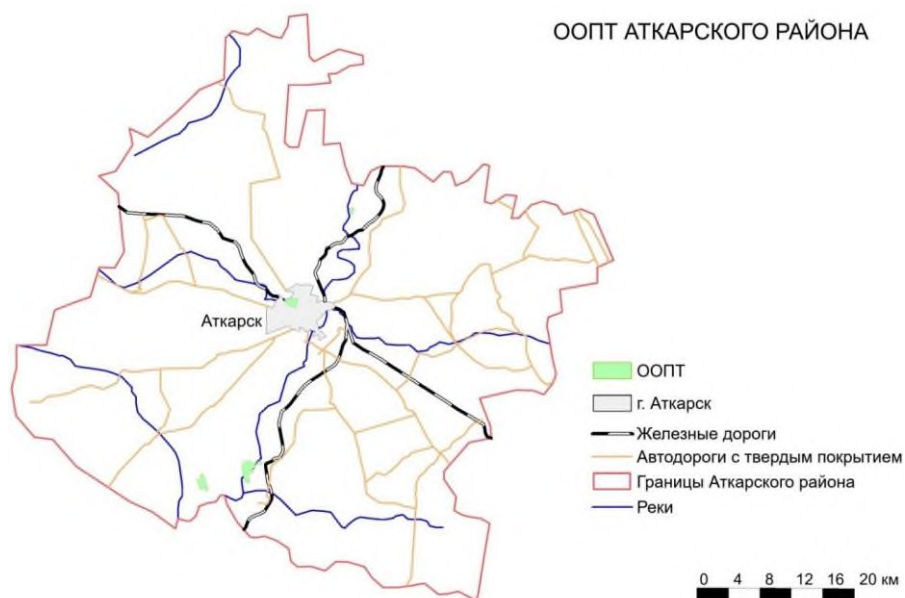 ООПТ АТКАРСКОГО РАЙОНА
Аткарск
ООПТ
г. Аткарск
Железные дороги
Автодороги с твердым покрытием
Границы Аткарского района
Реки
0 4 8 12 16 20 км